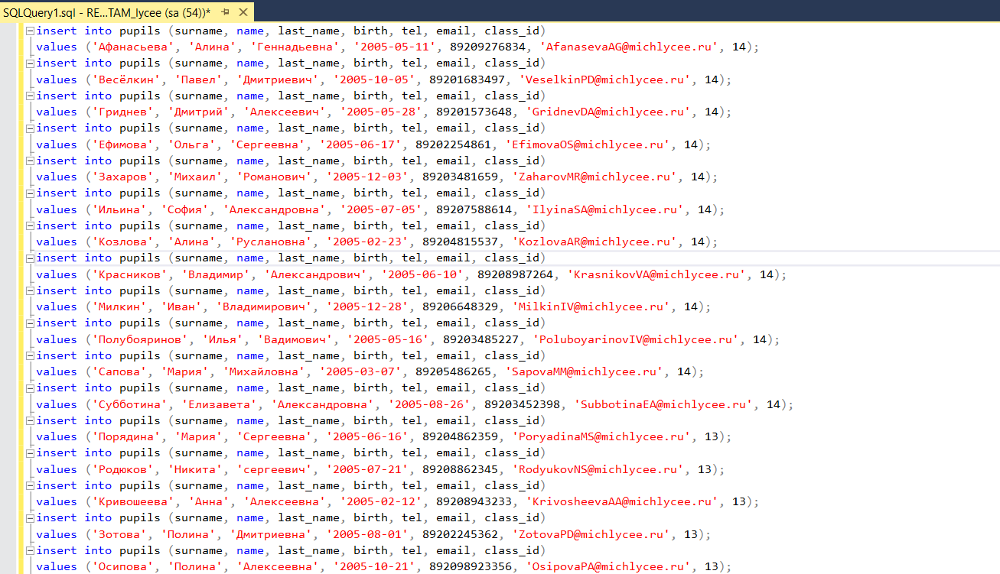 SQLQuery1.sql - RE...TAM_lycee (sa (54))*
insert into pupils (surname, name, last_name, birth, tel, email, class_id)
values ('Афанасьева', 'Алина', 'Геннадьевна', '2005-05-11', 89209276834, 'AfanasevaAG@michlycee.ru', 14);
insert into pupils (surname, name, last_name, birth, tel, email, class_id)
values ('Весёлкин', 'Павел', 'Дмитриевич', '2005-10-05', 89201683497, 'VeselkinPD@michlycee.ru', 14);
insert into pupils (surname, name, last_name, birth, tel, email, class_id)
values ('Гриднев', 'Дмитрий', 'Алексеевич', '2005-05-28', 89201573648, 'GridnevDA@michlycee.ru', 14);
insert into pupils (surname, name, last_name, birth, tel, email, class_id)
values ('Ефимова', 'Ольга', 'Сергеевна', '2005-06-17', 89202254861, 'EfimovaOS@michlycee.ru', 14);
insert into pupils (surname, name, last_name, birth, tel, email, class_id)
values ('Захаров', 'Михаил', 'Романович', '2005-12-03', 89203481659, 'ZaharovMR@michlycee.ru', 14);
insert into pupils (surname, name, last_name, birth, tel, email, class_id)
values ('Ильина', 'София', 'Александровна', '2005-07-05', 89207588614, 'IlyinaSA@michlycee.ru', 14);
insert into pupils (surname, name, last_name, birth, tel, email, class_id)
values ('Козлова', 'Алина', 'Руслановна', '2005-02-23', 89204815537, 'KozlovaAR@michlycee.ru', 14);
insert into pupils (surname, name, last_name, birth, tel, email, class_id)
values ('Красников', 'Владимир', 'Александрович', '2005-06-10', 89208987264, 'KrasnikovVA@michlycee.ru', 14);
insert into pupils (surname, name, last_name, birth, tel, email, class_id)
values ('Милкин', 'Иван', 'Владимирович', '2005-12-28', 89206648329, 'MilkinIV@michlycee.ru', 14);
insert into pupils (surname, name, last_name, birth, tel, email, class_id)
values ('Полубояринов', 'Илья', 'Вадимович', '2005-05-16', 89203485227, 'PoluboyarinovIV@michlycee.ru', 14);
insert into pupils (surname, name, last_name, birth, tel, email, class_id)
values ('Сапова', 'Мария', 'Михайловна', '2005-03-07', 89205486265, 'SapovaMM@michlycee.ru', 14);
insert into pupils (surname, name, last_name, birth, tel, email, class_id)
values ('Субботина', 'Елизавета', 'Александровна', '2005-08-26', 89203452398, 'SubbotinaEA@michlycee.ru', 14);
insert into pupils (surname, name, last_name, birth, tel, email, class_id)
values ('Порядина', 'Мария', 'Сергеевна', '2005-06-16', 89204862359, 'PoryadinaMS@michlycee.ru', 13);
insert into pupils (surname, name, last_name, birth, tel, email, class_id)
values ('Родюков', 'Никита', 'сергеевич', '2005-07-21', 89208862345, 'RodyukovNS@michlycee.ru', 13);
insert into pupils (surname, name, last_name, birth, tel, email, class_id)
values ('Кривошеева', 'Анна', 'Алексеевна', '2005-02-12', 89208943233, 'KrivosheevaAA@michlycee.ru', 13);
insert into pupils (surname, name, last_name, birth, tel, email, class_id)
values ('Зотова', 'Полина', 'Дмитриевна', '2005-08-01', 89202245362, 'ZotovaPD@michlycee.ru', 13);
insert into pupils (surname, name, last_name, birth, tel, email, class_id)
values ('Осипова', 'Полина', 'Алексеевна', '2005-10-21', 892098923356, 'OsipovaPA@michlycee.ru', 13);